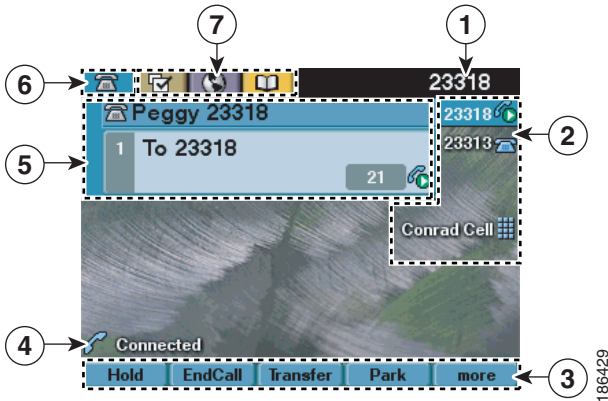 7
1
6
23318
Peggy 23318
23318
2
1 To 23318
23313
5
21
Conrad Cell
4
Connected
Hold EndCall Transfer Park more
3
186429